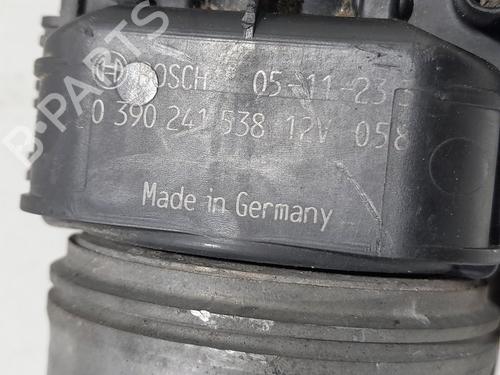 BOSCH 05-11-23
0 390 241 538 12V 058
Made in Germany
B-PARTS